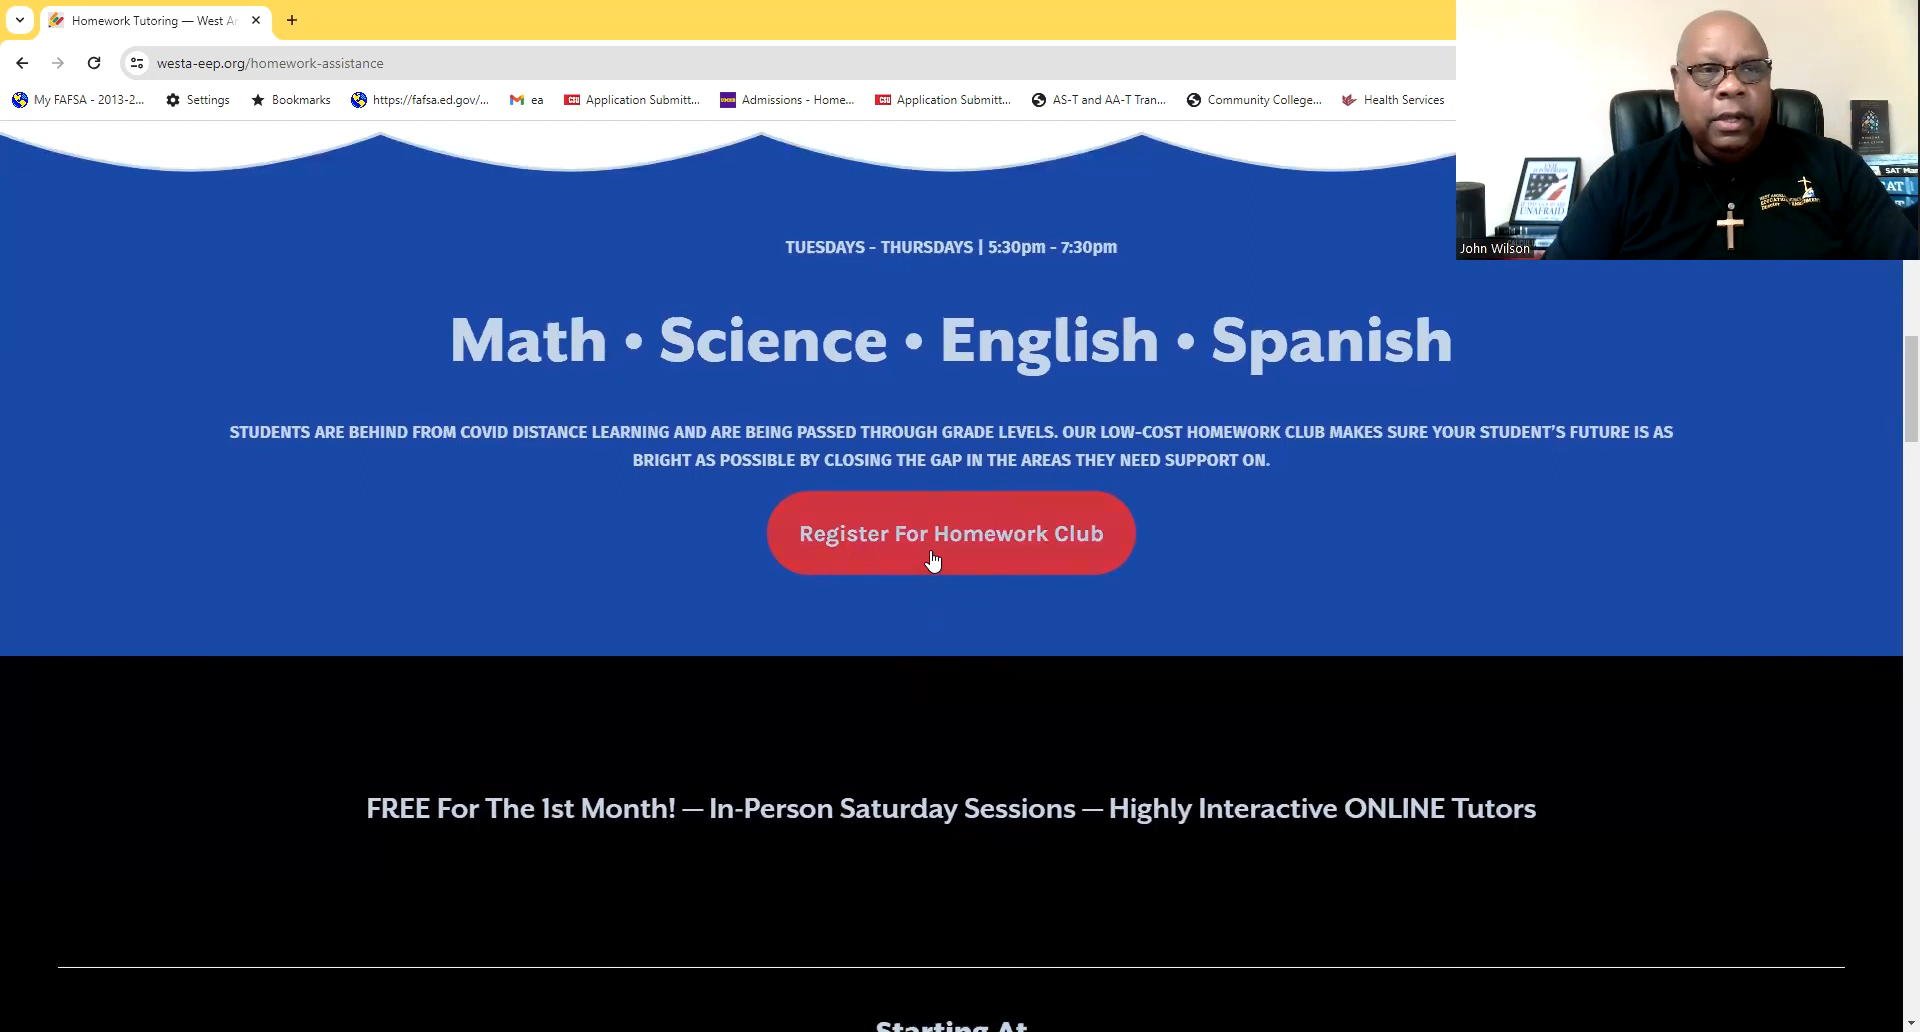 Homework Tutoring — West Ar
westa-eep.org/homework-assistance
My FAFSA - 2013-2...
Settings
Bookmarks
https://fafsa.ed.gov/...
ea
Application Submitt...
Admissions - Home...
Application Submitt...
AS-T and AA-T Tran...
Community College...
Health Services
UNAFRAID
SAT
John Wilson
TUESDAYS - THURSDAYS | 5:30pm - 7:30pm
Math • Science • English • Spanish
STUDENTS ARE BEHIND FROM COVID DISTANCE LEARNING AND ARE BEING PASSED THROUGH GRADE LEVELS. OUR LOW-COST HOMEWORK CLUB MAKES SURE YOUR STUDENT'S FUTURE IS AS
BRIGHT AS POSSIBLE BY CLOSING THE GAP IN THE AREAS THEY NEED SUPPORT ON.
Register For Homework Club
FREE For The 1st Month! — In-Person Saturday Sessions — Highly Interactive ONLINE Tutors
Starting At